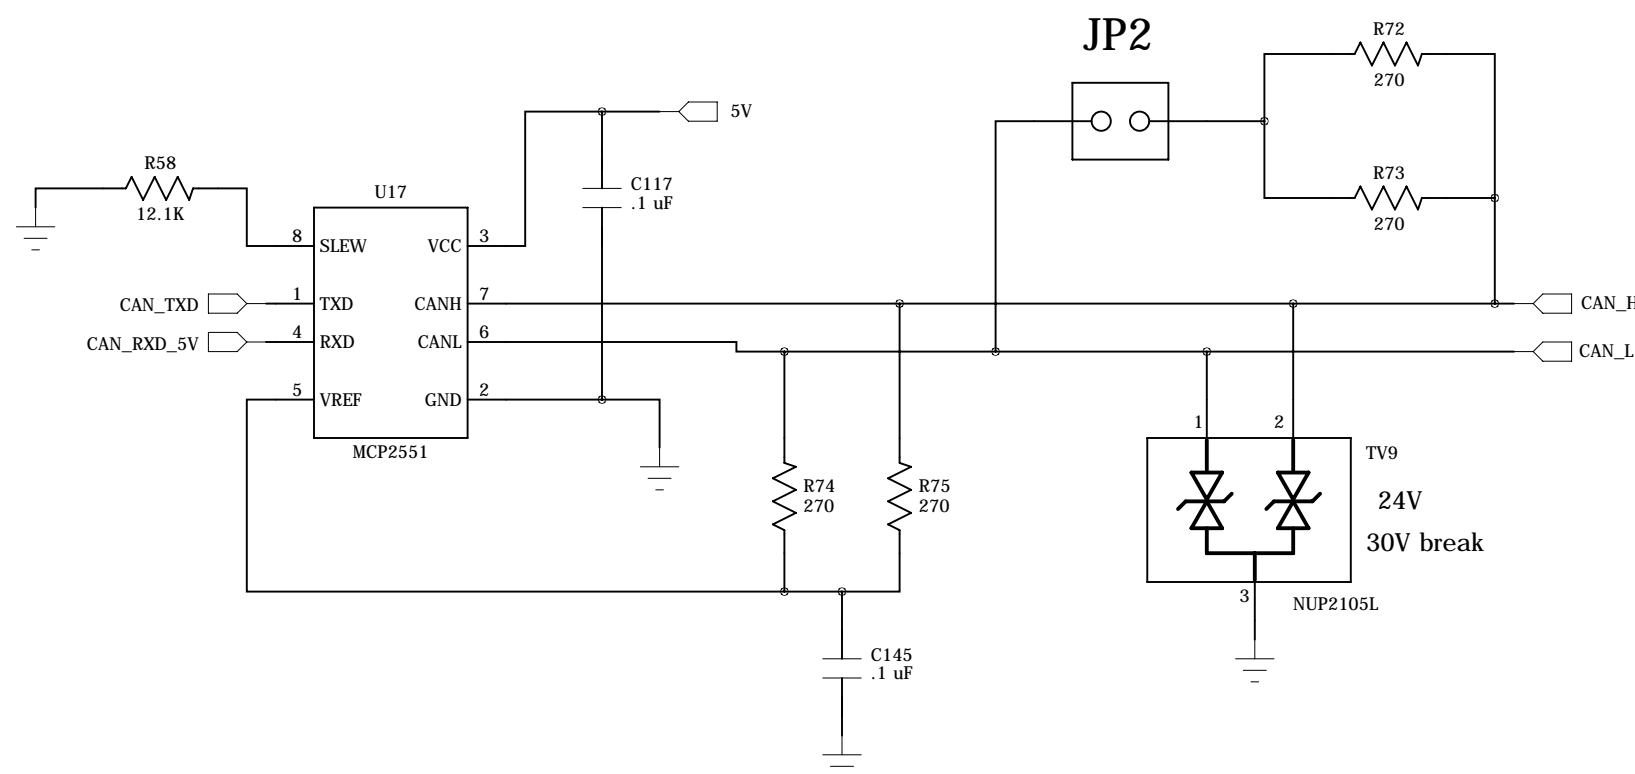 JP2
R72
270
5V
R58
12.1K
C117
.1 uF
R73
270
U17
8
SLEW
VCC
3
CAN_TXD
1
TXD
CANH
7
CAN_H
CAN_RXD_5V
4
RXD
CANL
6
CAN_L
5
VREF
GND
2
MCP2551
1
2
TV9
R74
270
R75
270
24V
30V break
3
NUP2105L
C145
.1 uF